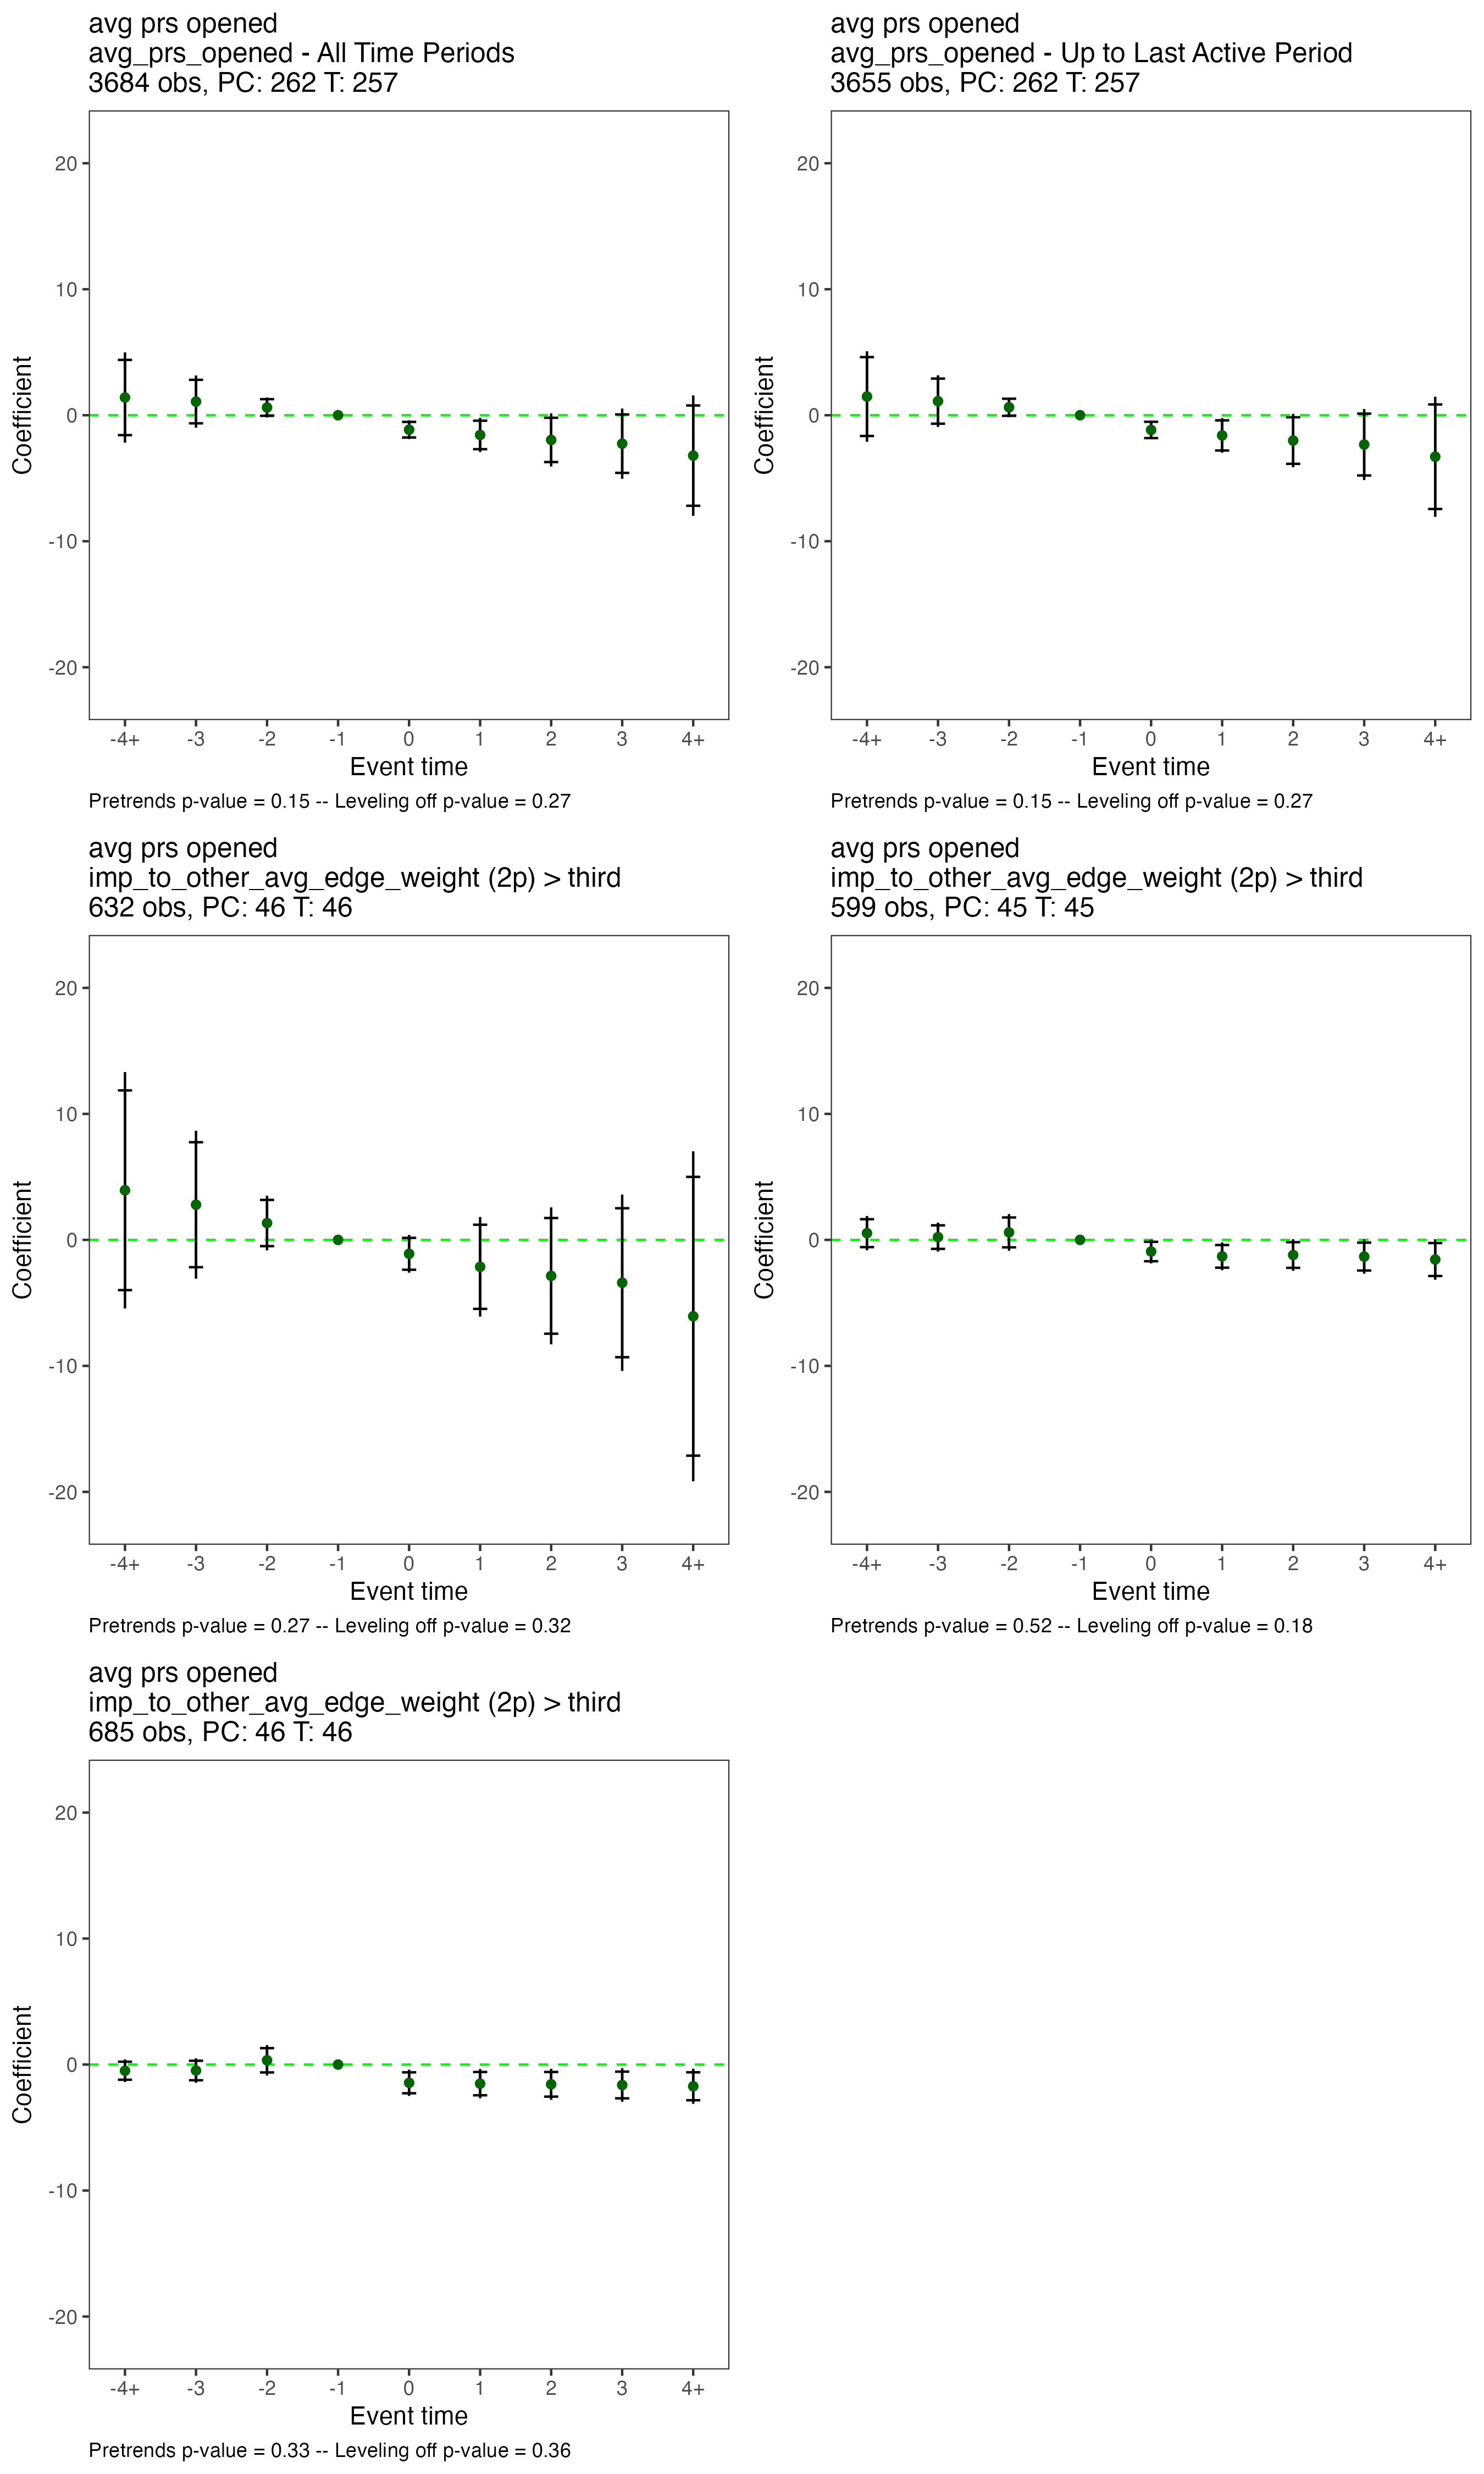 avg prs opened
avg_prs_opened - All Time Periods
3684 obs, PC: 262 T: 257
20
10
0
-10
-20
Coefficient
-4+ -3 -2 -1 0 1 2 3 4+
Event time
Pretrends p-value = 0.15 -- Leveling off p-value = 0.27
avg prs opened
avg_prs_opened - Up to Last Active Period
3655 obs, PC: 262 T: 257
20
10
0
-10
-20
Coefficient
-4+ -3 -2 -1 0 1 2 3 4+
Event time
Pretrends p-value = 0.15 -- Leveling off p-value = 0.27
avg prs opened
imp_to_other_avg_edge_weight (2p) > third
632 obs, PC: 46 T: 46
20
10
0
-10
-20
Coefficient
-4+ -3 -2 -1 0 1 2 3 4+
Event time
Pretrends p-value = 0.27 -- Leveling off p-value = 0.32
avg prs opened
imp_to_other_avg_edge_weight (2p) > third
599 obs, PC: 45 T: 45
20
10
0
-10
-20
Coefficient
-4+ -3 -2 -1 0 1 2 3 4+
Event time
Pretrends p-value = 0.52 -- Leveling off p-value = 0.18
avg prs opened
imp_to_other_avg_edge_weight (2p) > third
685 obs, PC: 46 T: 46
20
10
0
-10
-20
Coefficient
-4+ -3 -2 -1 0 1 2 3 4+
Event time
Pretrends p-value = 0.33 -- Leveling off p-value = 0.36